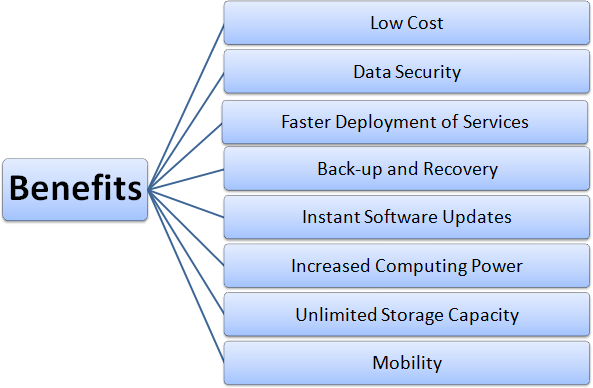 Benefits
Low Cost
Data Security
Faster Deployment of Services
Back-up and Recovery
Instant Software Updates
Increased Computing Power
Unlimited Storage Capacity
Mobility